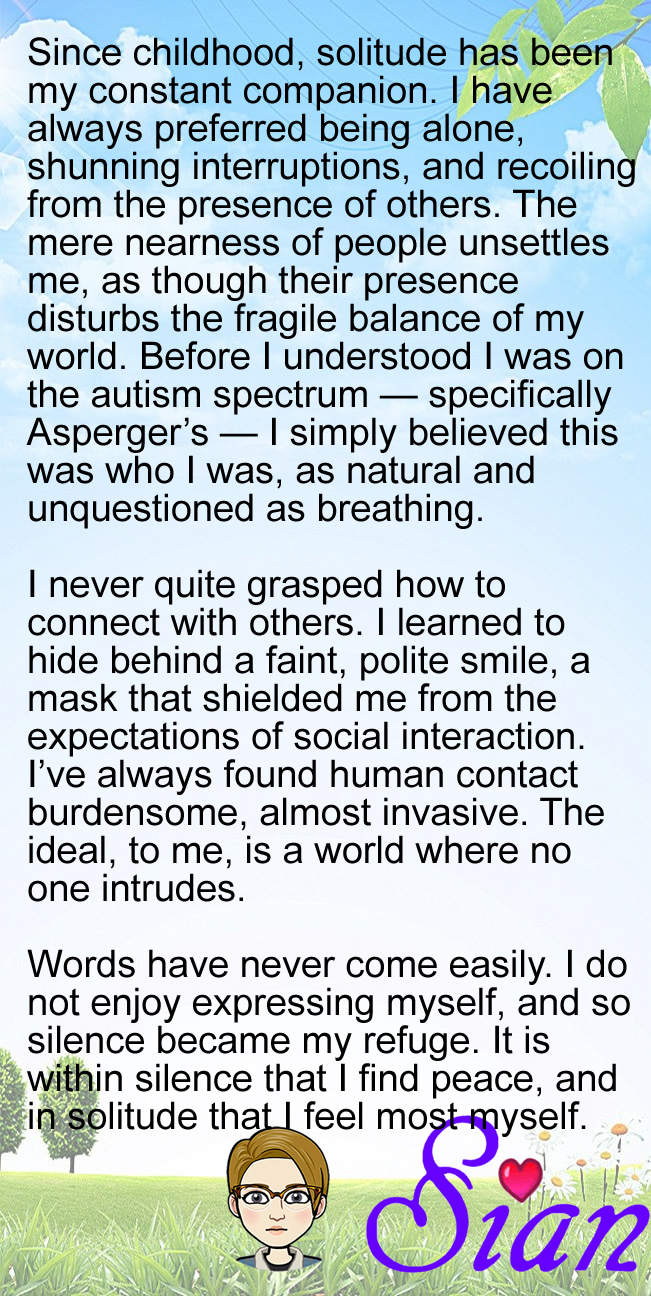 Since childhood, solitude has been
my constant companion. I have
always preferred being alone,
shunning interruptions, and recoiling
from the presence of others. The
mere nearness of people unsettles
me, as though their presence
disturbs the fragile balance of my
world. Before I understood I was on
the autism spectrum — specifically
Asperger’s — I simply believed this
was who I was, as natural and
unquestioned as breathing.
I never quite grasped how to
connect with others. I learned to
hide behind a faint, polite smile, a
mask that shielded me from the
expectations of social interaction.
I’ve always found human contact
burdensome, almost invasive. The
ideal, to me, is a world where no
one intrudes.
Words have never come easily. I do
not enjoy expressing myself, and so
silence became my refuge. It is
within silence that I find peace, and
in solitude that I feel most myself.
Sian